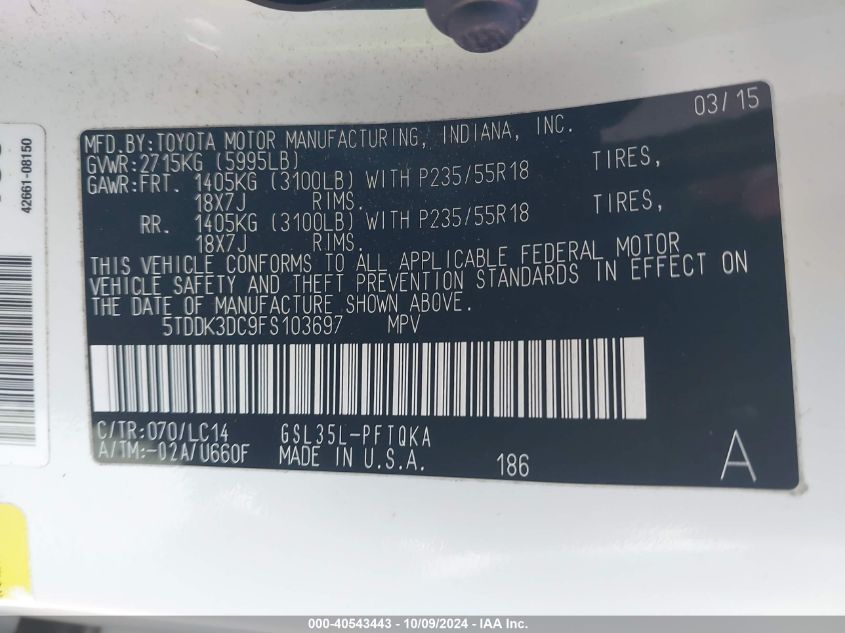 03/15
MFD.BY:TOYOTA MOTOR MANUFACTURING, INDIANA, INC.
GVWR:2715KG (5995LB)
GAWR:FRT. 1405KG (3100LB) WITH P235/55R18 TIRES,
18X7J RIMS.
RR. 1405KG (3100LB) WITH P235/55R18 TIRES,
18X7J RIMS.
THIS VEHICLE CONFORMS TO ALL APPLICABLE FEDERAL MOTOR
VEHICLE SAFETY AND THEFT PREVENTION STANDARDS IN EFFECT ON
THE DATE OF MANUFACTURE SHOWN ABOVE.
5TDDK3DC9FS103697 MPV
C/TR:070/LC14 GSL35L-PFTQKA
A/TM:-02A/U660F MADE IN U.S.A. 186 A
42661-08150
000-40543443 - 10/09/2024 - IAA Inc.